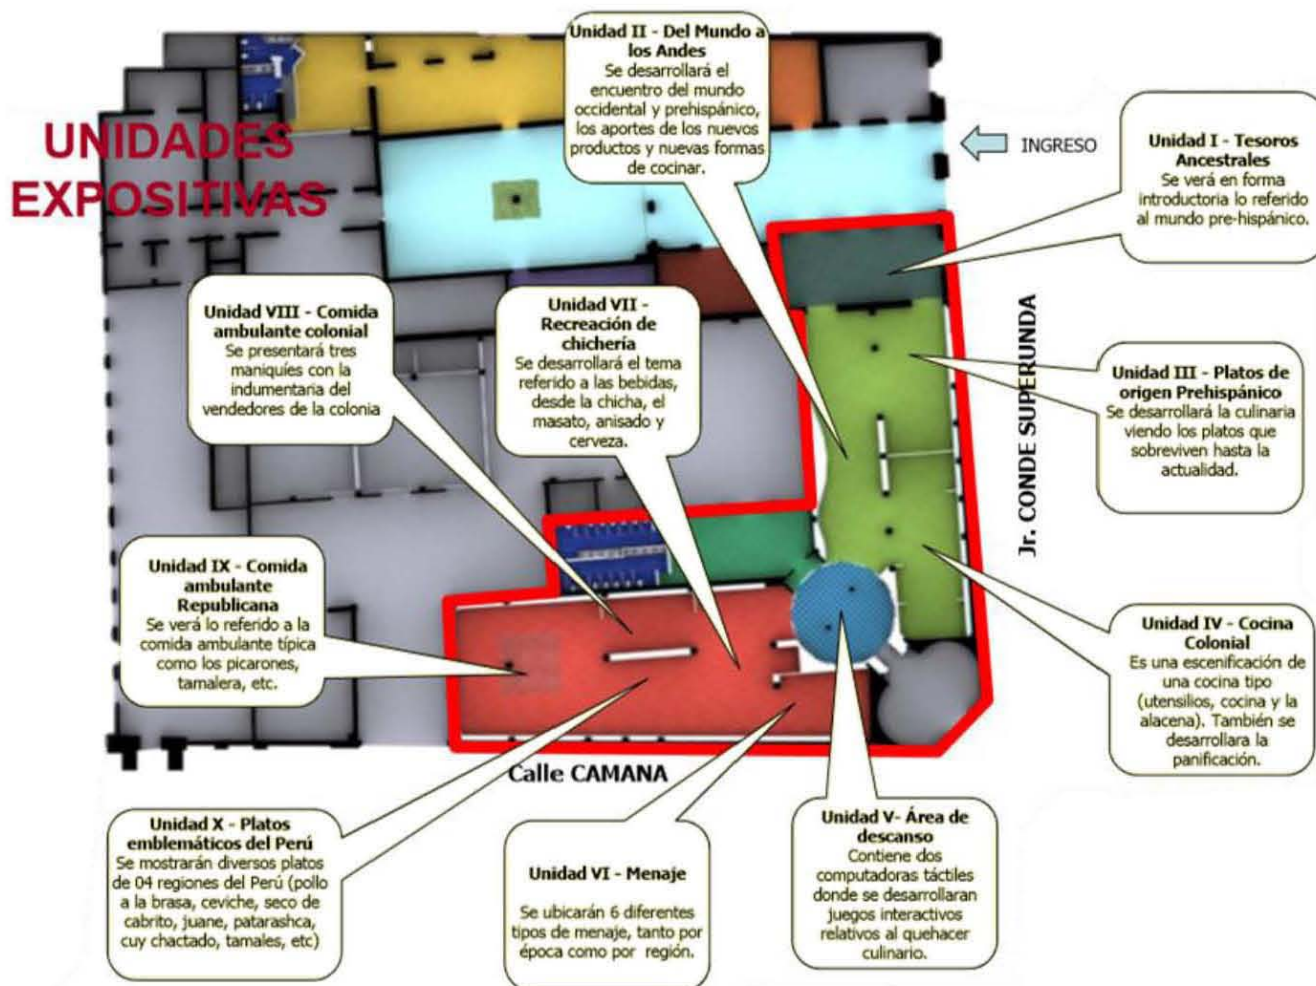 UNIDADES
EXPOSITIVAS
Unidad II - Del Mundo a
los Andes
Se desarrollará el
encuentro del mundo
occidental y prehispánico,
los aportes de los nuevos
productos y nuevas formas
de cocinar.
INGRESO
Unidad I - Tesoros
Ancestrales
Se verá en forma
introductoria lo referido
al mundo pre-hispánico.
Unidad VIII - Comida
ambulante colonial
Se presentará tres
maniquíes con la
indumentaria del
vendedores de la colonia
Unidad VII -
Recreación de
chichería
Se desarrollará el tema
referido a las bebidas,
desde la chicha, el
masato, anisado y
cerveza.
Jr. CONDE SUPERUNDA
Unidad III - Platos de
origen Prehispánico
Se desarrollará la culinaria
viendo los platos que
sobreviven hasta la
actualidad.
Unidad IX - Comida
ambulante
Republicana
Se verá lo referido a la
comida ambulante típica
como los picarones,
tamalera, etc.
Unidad IV - Cocina
Colonial
Es una escenificación de
una cocina tipo
(utensilios, cocina y la
alacena). También se
desarrollara la
panificación.
Calle CAMANA
Unidad X - Platos
emblemáticos del Perú
Se mostrarán diversos platos
de 04 regiones del Perú (pollo
a la brasa, ceviche, seco de
cabrito, juane, patarashca,
cuy chactado, tamales, etc)
Unidad VI - Menaje
Se ubicarán 6 diferentes
tipos de menaje, tanto por
época como por región.
Unidad V- Área de
descanso
Contiene dos
computadoras táctiles
donde se desarrollaran
juegos interactivos
relativos al quehacer
culinario.